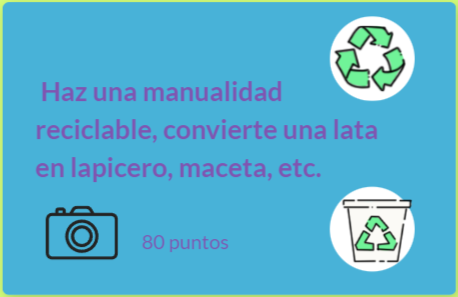 Haz una manualidad
reciclable, convierte una lata
en lapicero, maceta, etc.
80 puntos